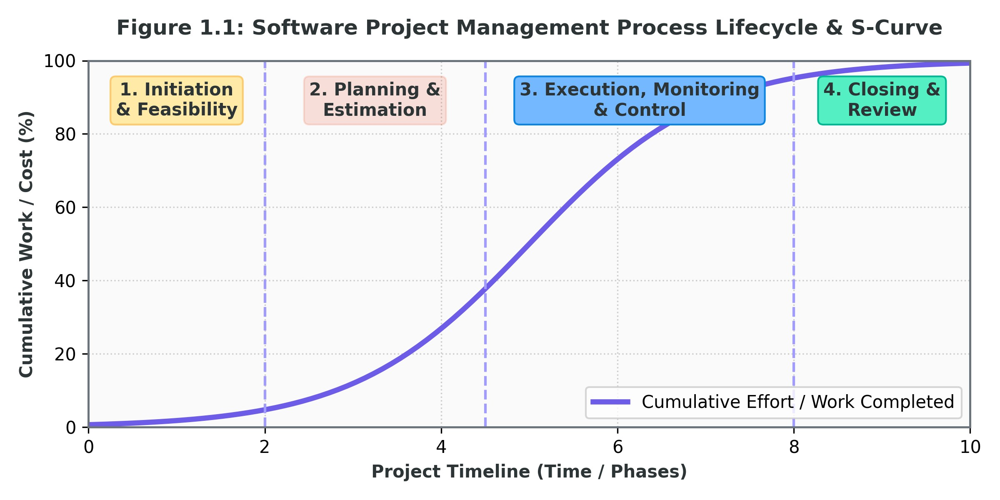 Figure 1.1: Software Project Management Process Lifecycle & S-Curve
Cumulative Work / Cost (%)
100
80
60
40
20
0
1. Initiation
& Feasibility
2. Planning &
Estimation
3. Execution, Monitoring
& Control
4. Closing &
Review
Cumulative Effort / Work Completed
0 2 4 6 8 10
Project Timeline (Time / Phases)